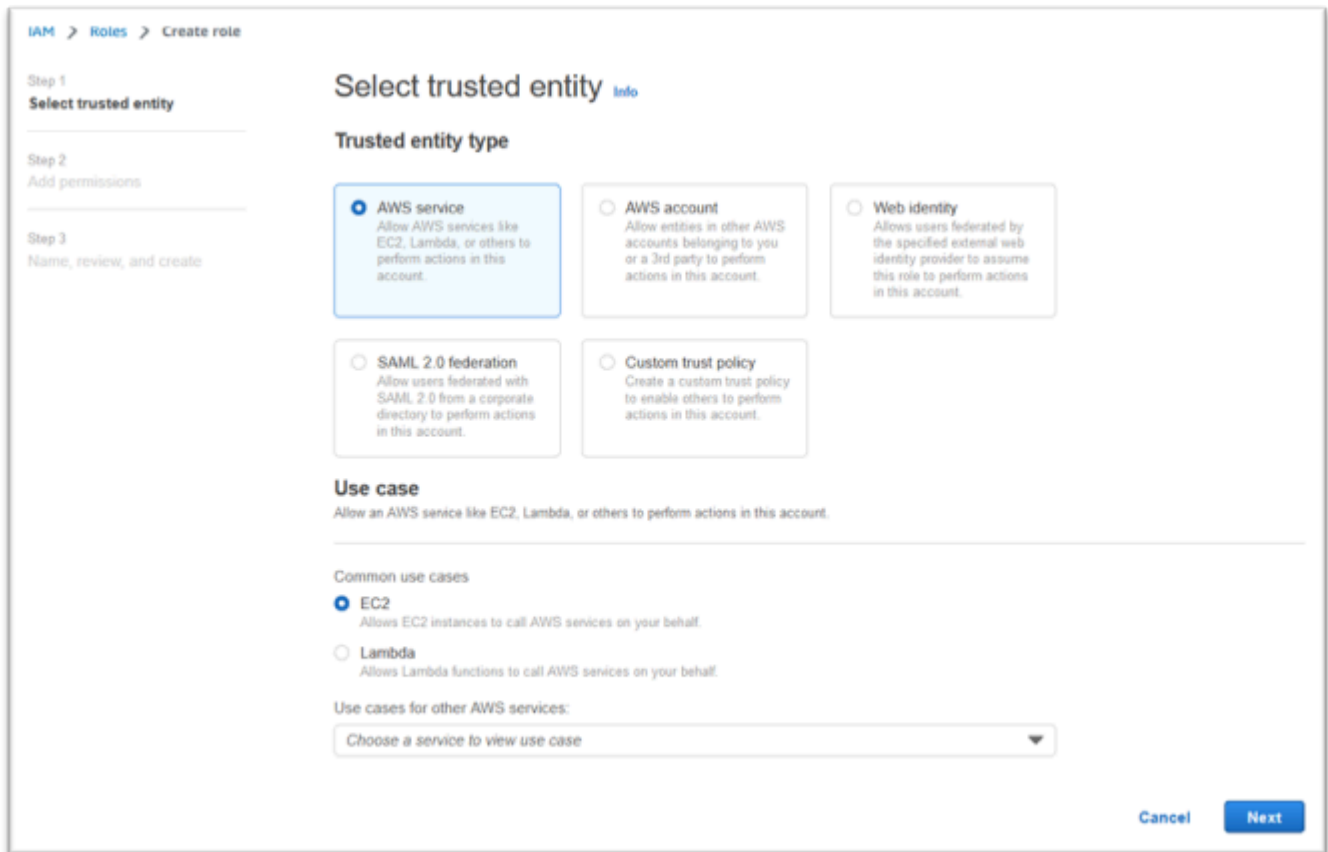 IAM > Roles > Create role
Step 1
Select trusted entity
Step 2
Add permissions
Step 3
Name, review, and create
Select trusted entity Info
Trusted entity type
AWS service
Allow AWS services like
EC2, Lambda, or others to
perform actions in this
account.
AWS account
Allow entities in other AWS
accounts belonging to you
or a 3rd party to perform
actions in this account.
Web identity
Allows users federated by
the specified external web
identity provider to assume
this role to perform actions
in this account.
SAML 2.0 federation
Allow users federated with
SAML 2.0 from a corporate
directory to perform actions
in this account.
Custom trust policy
Create a custom trust policy
to enable others to perform
actions in this account.
Use case
Allow an AWS service like EC2, Lambda, or others to perform actions in this account.
Common use cases
EC2
Allows EC2 instances to call AWS services on your behalf.
Lambda
Allows Lambda functions to call AWS services on your behalf.
Use cases for other AWS services:
Choose a service to view use case
Cancel
Next